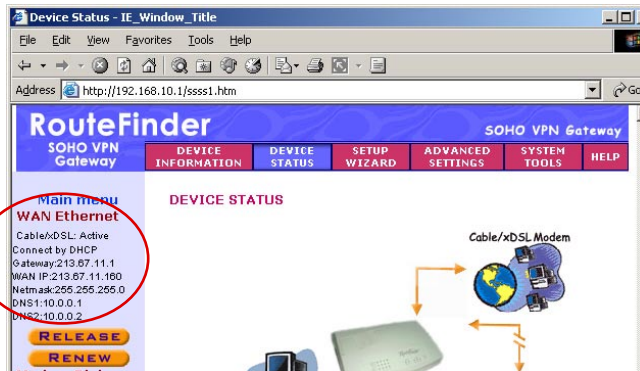 Device Status - IE_Window_Title
File Edit View Favorites Tools Help
Address http://192.168.10.1/ssss1.htm Go
RouteFinder
SOHO VPN Gateway
SOHO VPN
Gateway
DEVICE
INFORMATION
DEVICE
STATUS
SETUP
WIZARD
ADVANCED
SETTINGS
SYSTEM
TOOLS
HELP
Main menu
DEVICE STATUS
WAN Ethernet
Cable/xDSL: Active
Connect by DHCP
Gateway:213.67.11.1
WAN IP:213.67.11.160
Netmask:255.255.255.0
DNS1:10.0.0.1
DNS2:10.0.0.2
RELEASE
RENEW
Cable/xDSL Modem